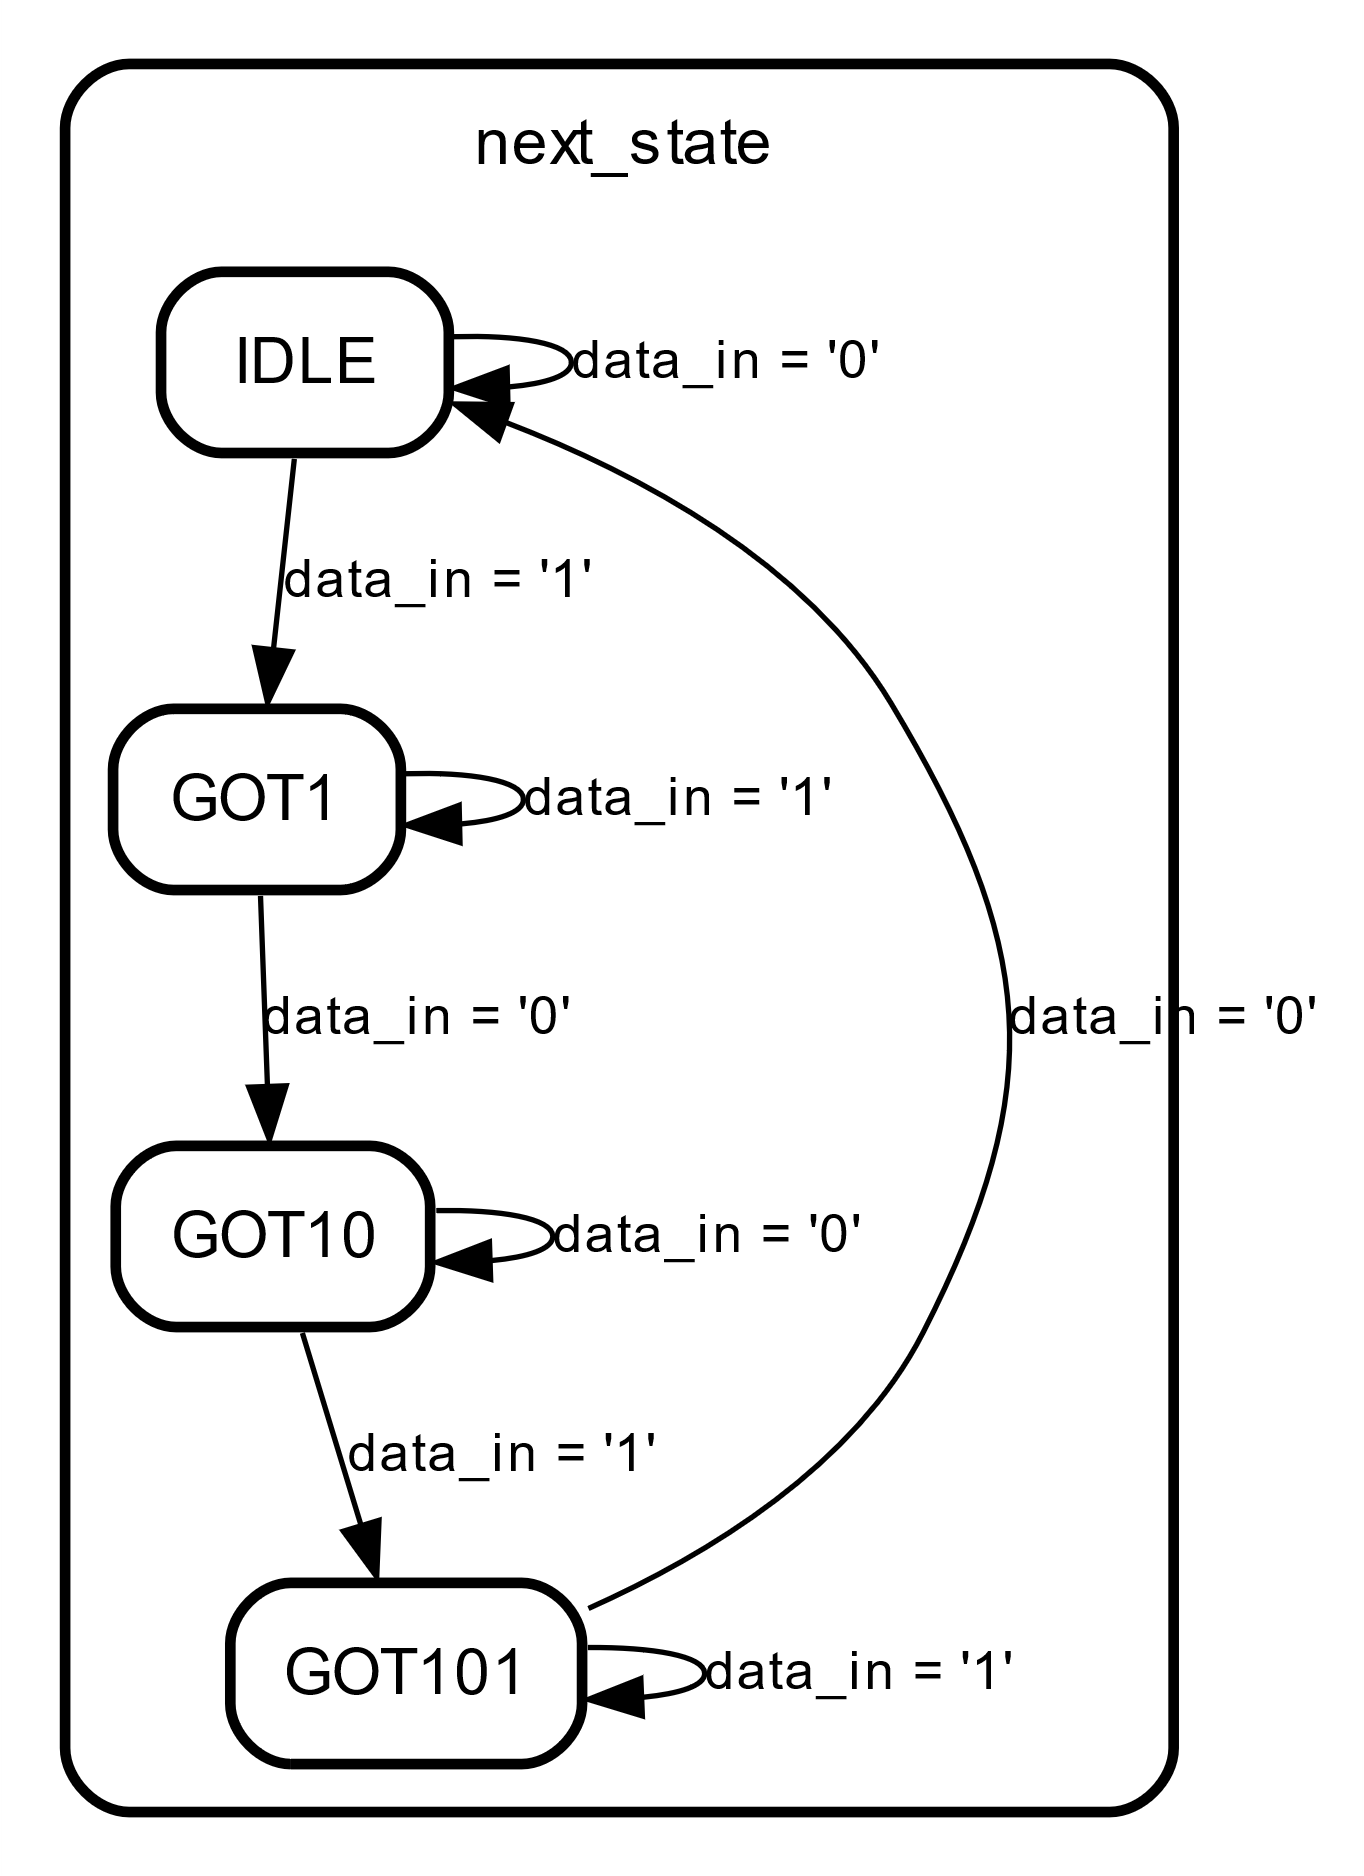 next_state
IDLE
data_in = '0'
data_in = '1'
GOT1
data_in = '1'
data_in = '0'
data_in = '0'
GOT10
data_in = '0'
data_in = '1'
GOT101
data_in = '1'